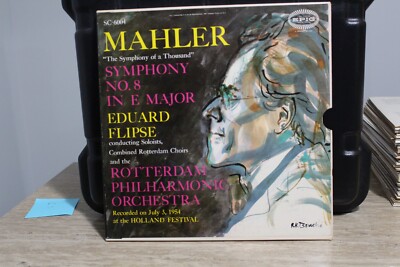 SC-6004
EPIC
MAHLER
"The Symphony of a Thousand"
SYMPHONY
NO. 8
IN E MAJOR
EDUARD
FLIPSE
conducting Soloists,
Combined Rotterdam Choirs
and the
ROTTERDAM
PHILHARMONIC
ORCHESTRA
Recorded on July 3, 1954
at the HOLLAND FESTIVAL